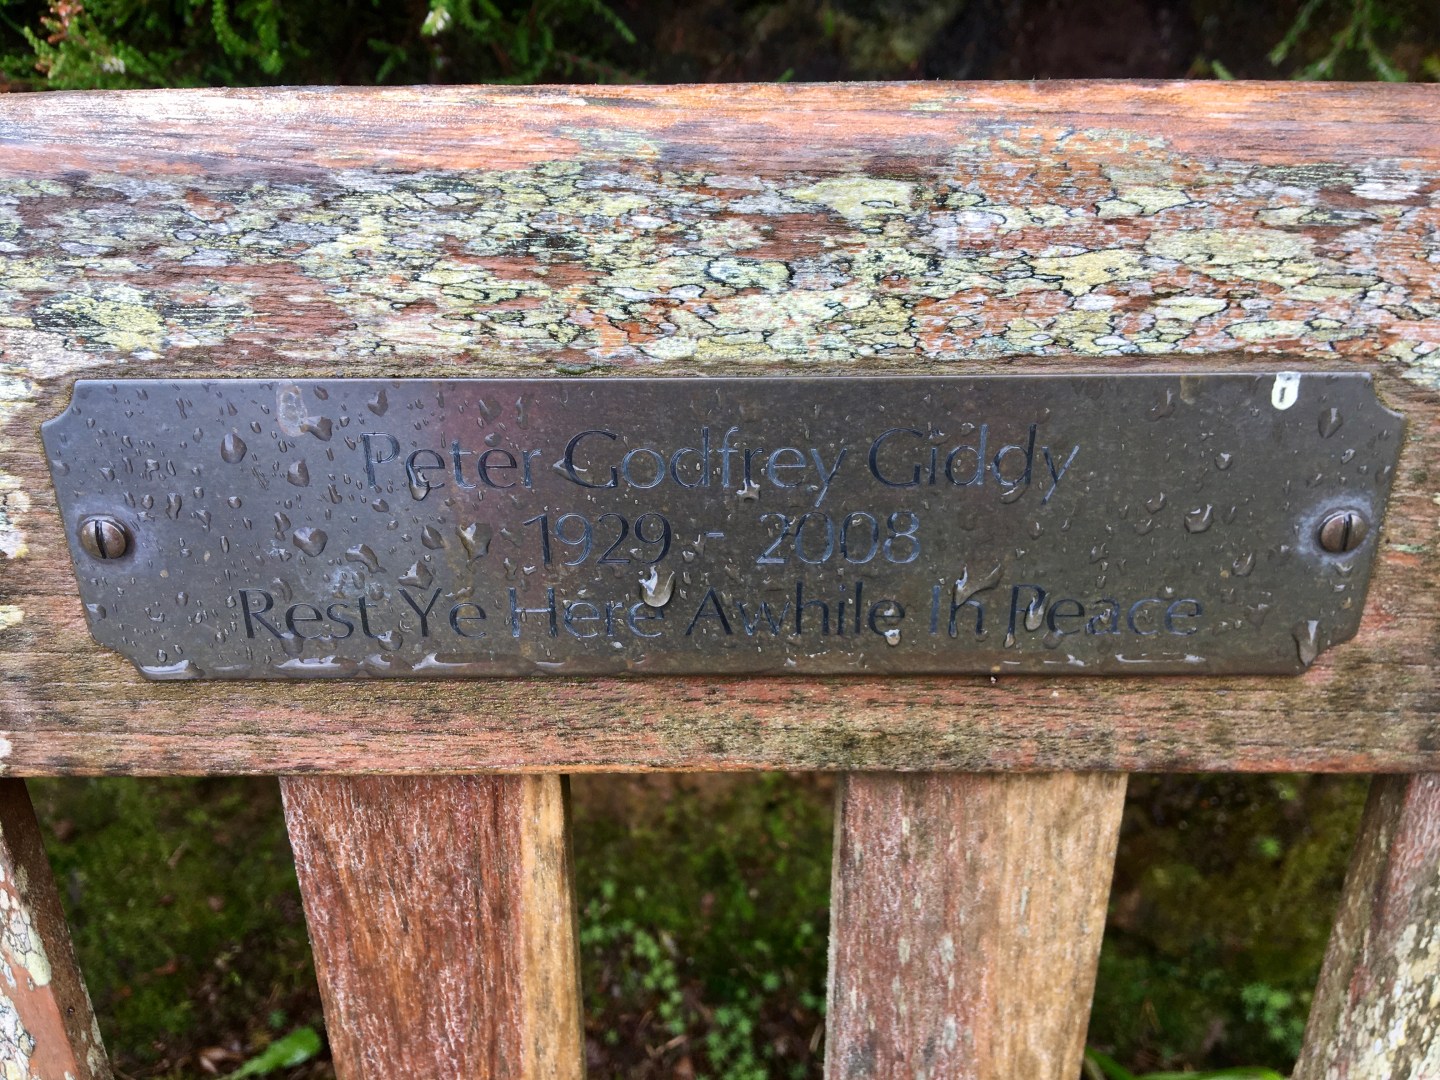 Peter Godfrey Giddy
1929 - 2008
Rest Ye Here Awhile In Peace